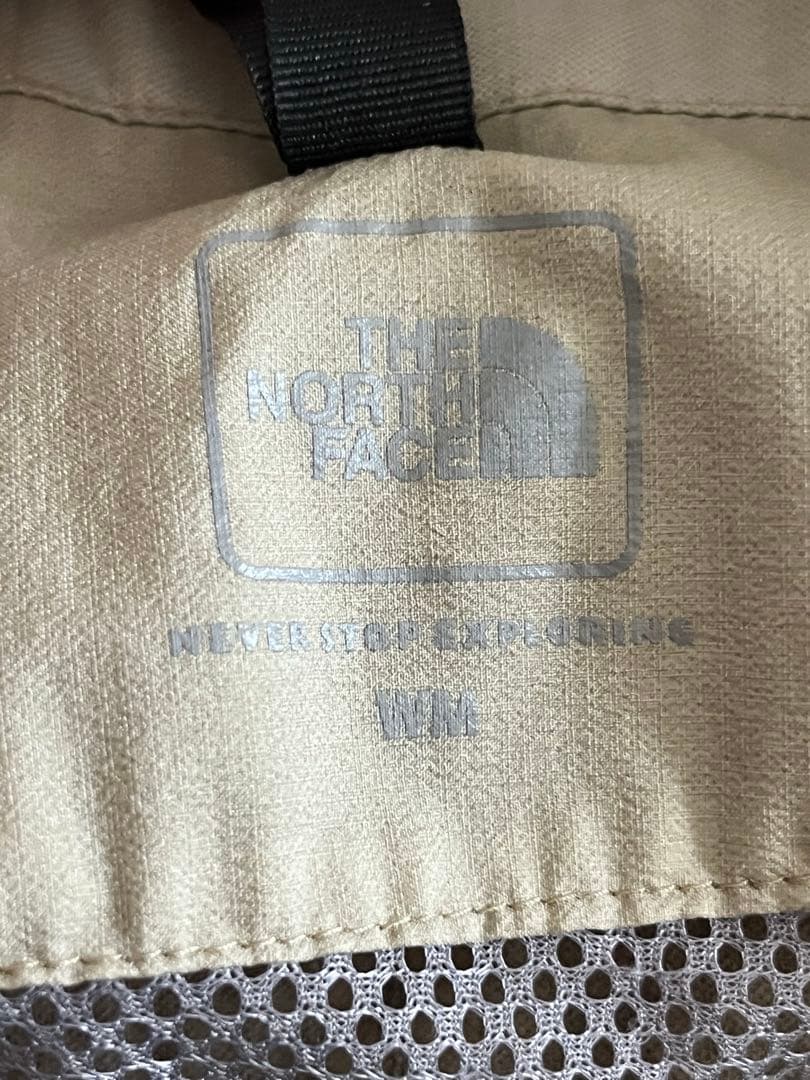 THE
NORTH
FACE
NEVER STOP EXPLORING
WM